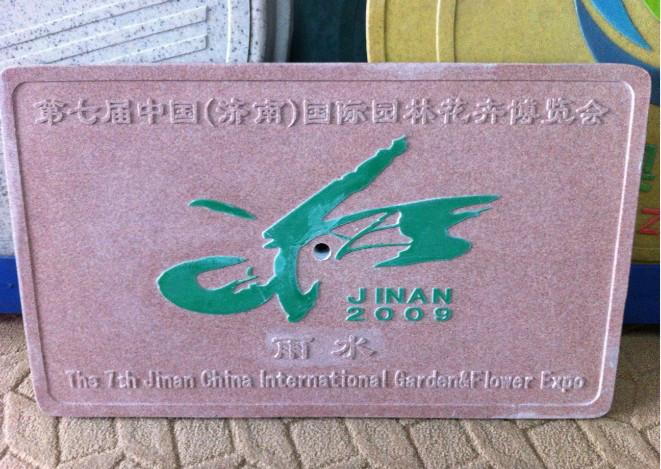 第七届中国(济南)国际园林花卉博览会
JINAN
2009
雨水
The 7th Jinan China International Garden&Flower Expo